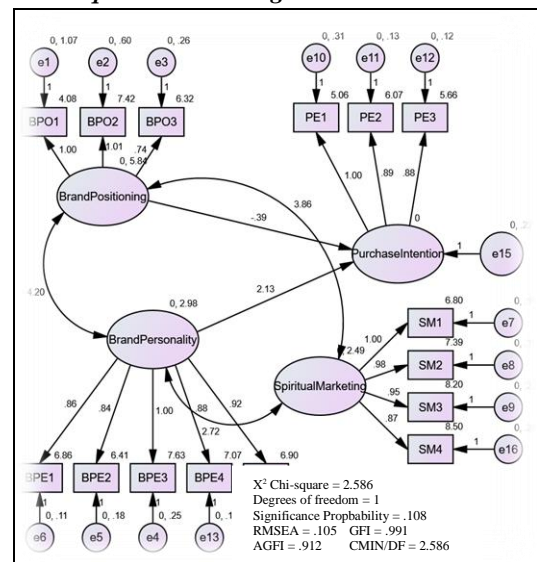 0, 1.07 0, .60 0, .26
e1 e2 e3
1 1 1
4.08 7.42 6.32
BPO1 BPO2 BPO3
1.00 1.01 .74
0, 5.84
BrandPositioning
0, .31 0, .13 0, .12
e10 e11 e12
1 1 1
5.06 6.07 5.66
PE1 PE2 PE3
1.00 .89 .88
0
PurchaseIntention
1
e15
3.86
-.39
4.20
2.13
0, 2.98
BrandPersonality
2.49
SpiritualMarketing
6.80
1.00 SM1 1 e7
7.39
.98 SM2 1 e8
8.20
.95 SM3 1 e9
8.50
.87 SM4 1 e16
.86 .84 1.00 .88 .92
2.72
6.86 6.41 7.63 7.07 6.90
BPE1 BPE2 BPE3 BPE4
1 1 1 1
0, .11 0, .18 0, .25 0, .1
e6 e5 e4 e13
X² Chi-square = 2.586
Degrees of freedom = 1
Significance Propbability = .108
RMSEA = .105 GFI = .991
AGFI = .912 CMIN/DF = 2.586